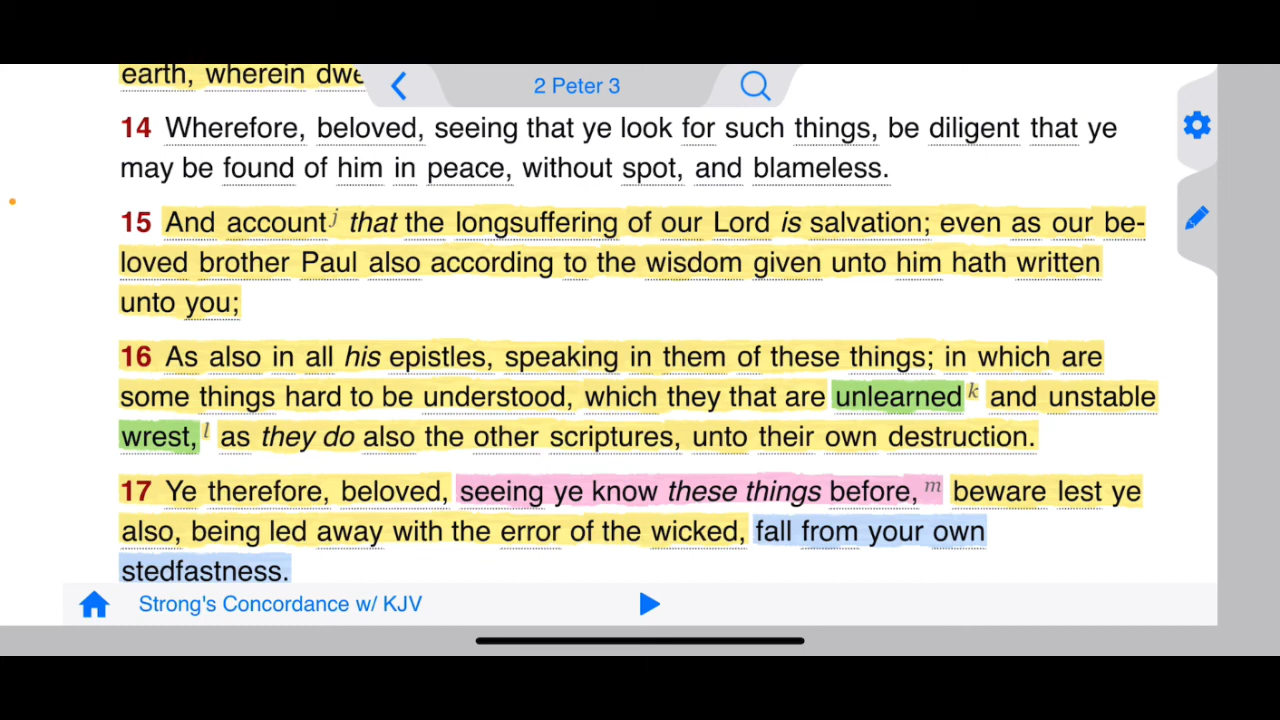 2 Peter 3
earth, wherein
14 Wherefore, beloved, seeing that ye look for such things, be diligent that ye
may be found of him in peace, without spot, and blameless.
15 And account j that the longsuffering of our Lord is salvation; even as our be-
loved brother Paul also according to the wisdom given unto him hath written
unto you;
16 As also in all his epistles, speaking in them of these things; in which are
some things hard to be understood, which they that are unlearned k and unstable
wrest, l as they do also the other scriptures, unto their own destruction.
17 Ye therefore, beloved, seeing ye know these things before, m beware lest ye
also, being led away with the error of the wicked, fall from your own
stedfastness.
Strong's Concordance w/ KJV